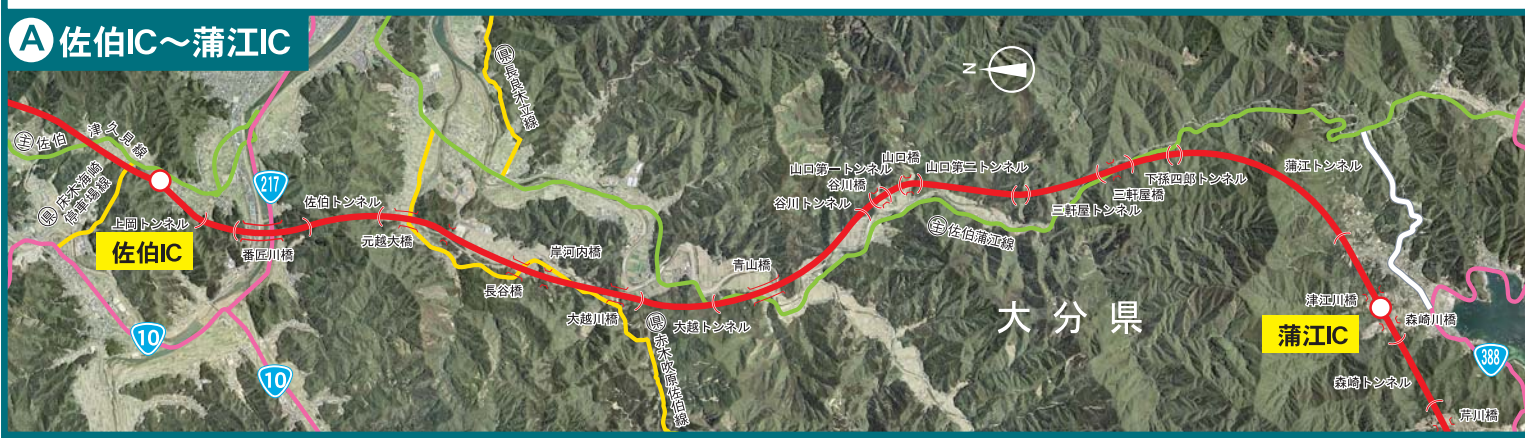 A 佐伯IC～蒲江IC
主 佐伯津久見線
県 床木海崎停車場線
上岡トンネル
佐伯IC
217
番匠川橋
佐伯トンネル
元越大橋
県 長良木立線
長谷橋
岸河内橋
大越川橋
県 赤木吹原佐伯線
大越トンネル
青山橋
谷川トンネル
谷川橋
山口第一トンネル
山口橋
山口第二トンネル
主 佐伯蒲江線
N
三軒屋トンネル
三軒屋橋
下孫四郎トンネル
蒲江トンネル
大分県
津江川橋
蒲江IC
森崎川橋
森崎トンネル
芹川橋
388
10
10